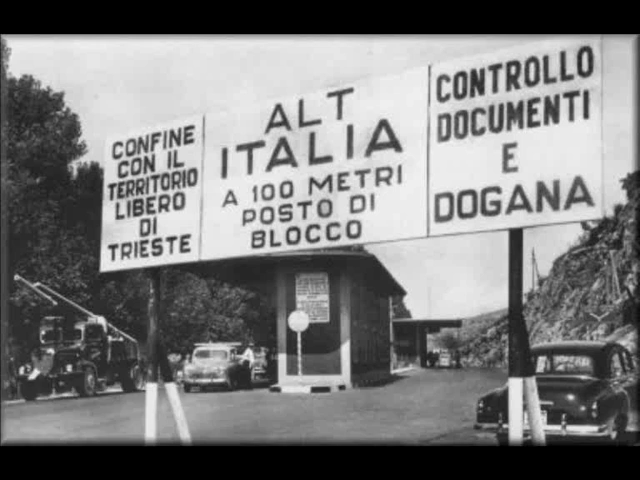 CONFINE
CON IL
TERRITORIO
LIBERO
DI
TRIESTE
ALT
ITALIA
A 100 METRI
POSTO DI
BLOCCO
CONTROLLO
DOCUMENTI
E
DOGANA